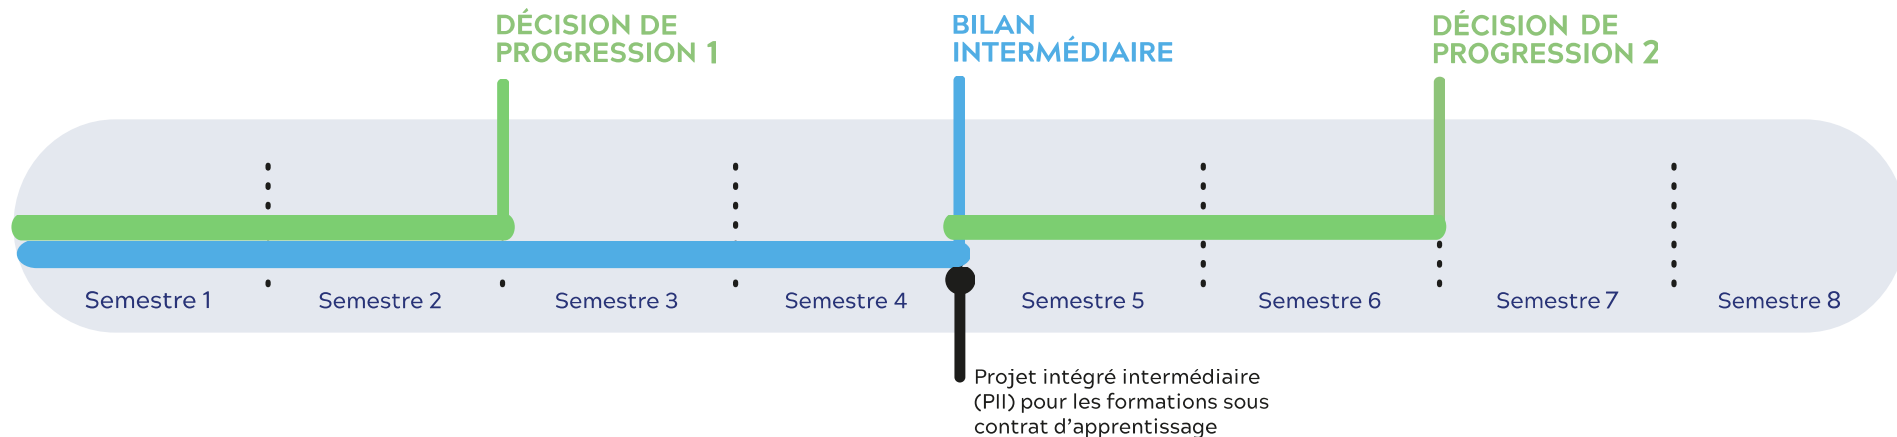 DÉCISION DE
PROGRESSION 1
BILAN
INTERMÉDIAIRE
DÉCISION DE
PROGRESSION 2
Semestre 1
Semestre 2
Semestre 3
Semestre 4
Semestre 5
Semestre 6
Semestre 7
Semestre 8
Projet intégré intermédiaire
(PII) pour les formations sous
contrat d'apprentissage